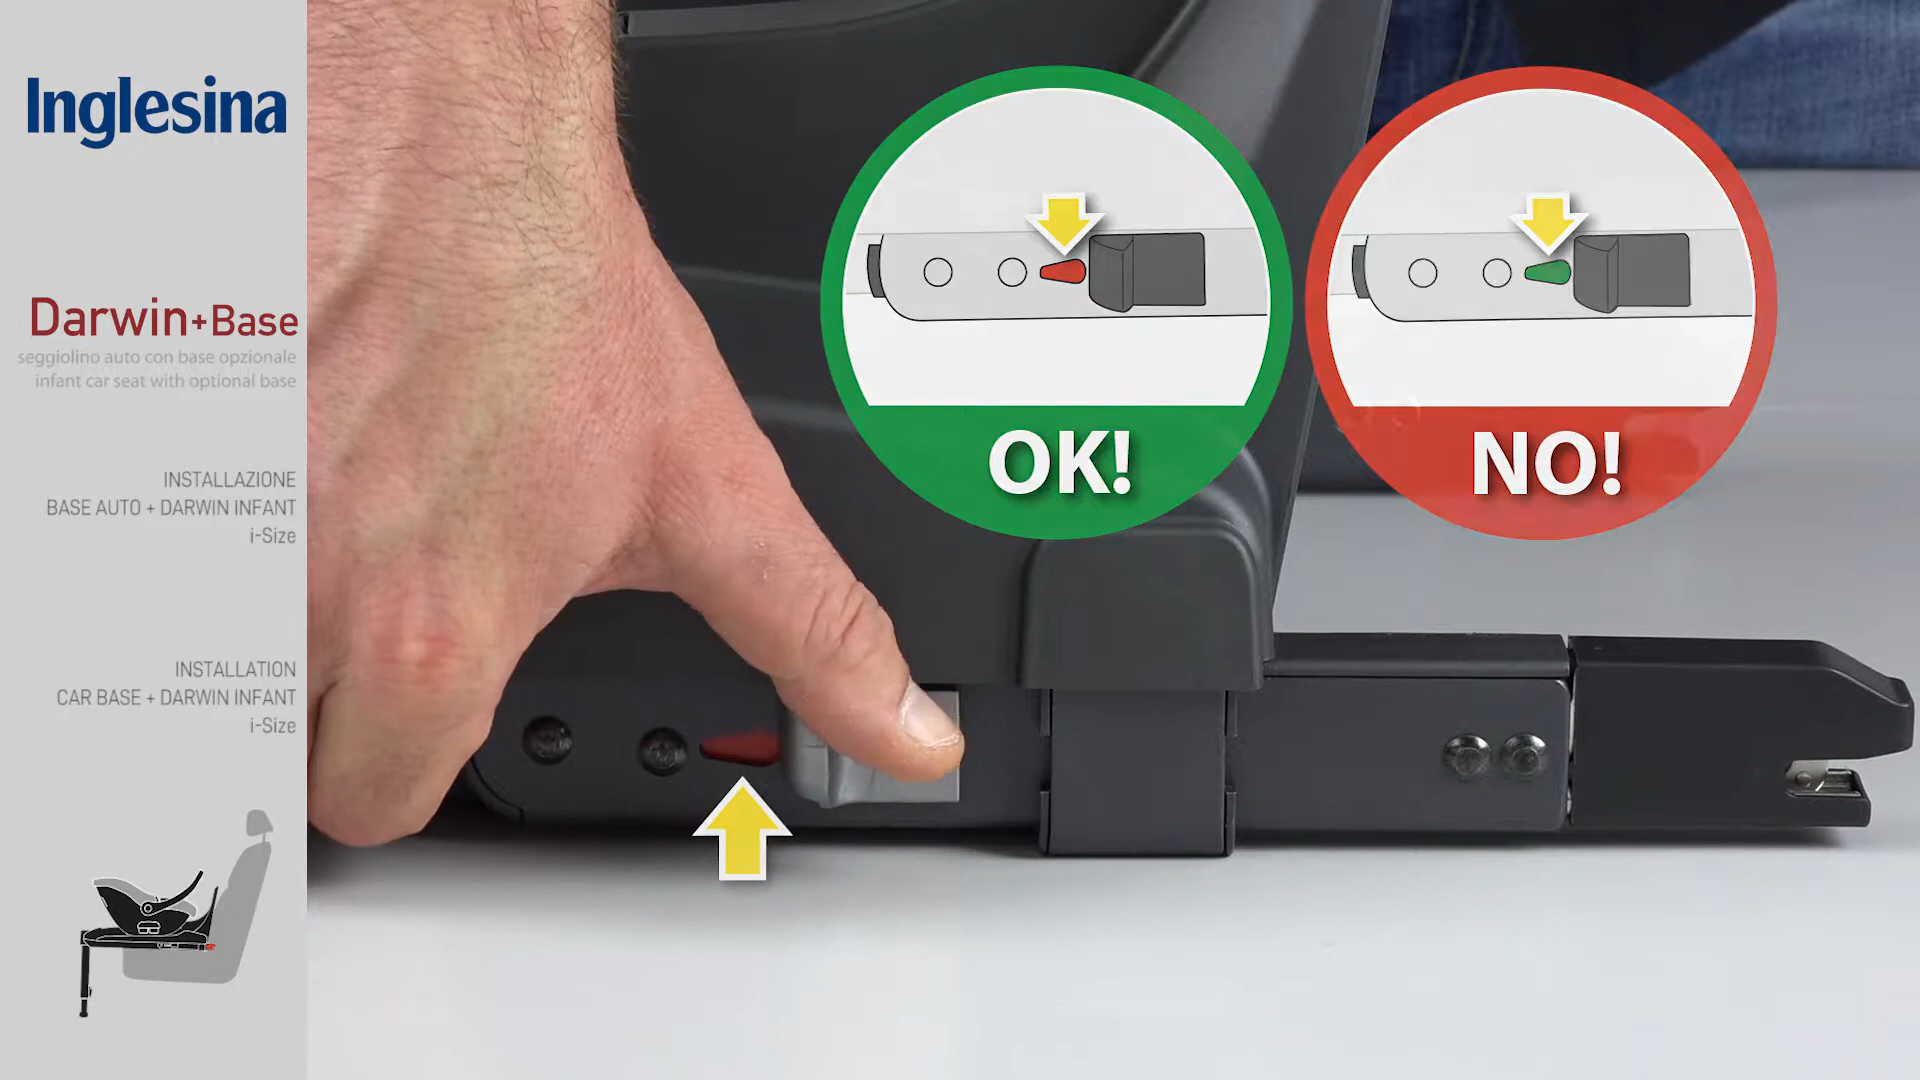 Inglesina
Darwin+Base
seggiolino auto con base opzionale
infant car seat with optional base
INSTALLAZIONE
BASE AUTO + DARWIN INFANT
i-Size
INSTALLATION
CAR BASE + DARWIN INFANT
i-Size
OK!
NO!